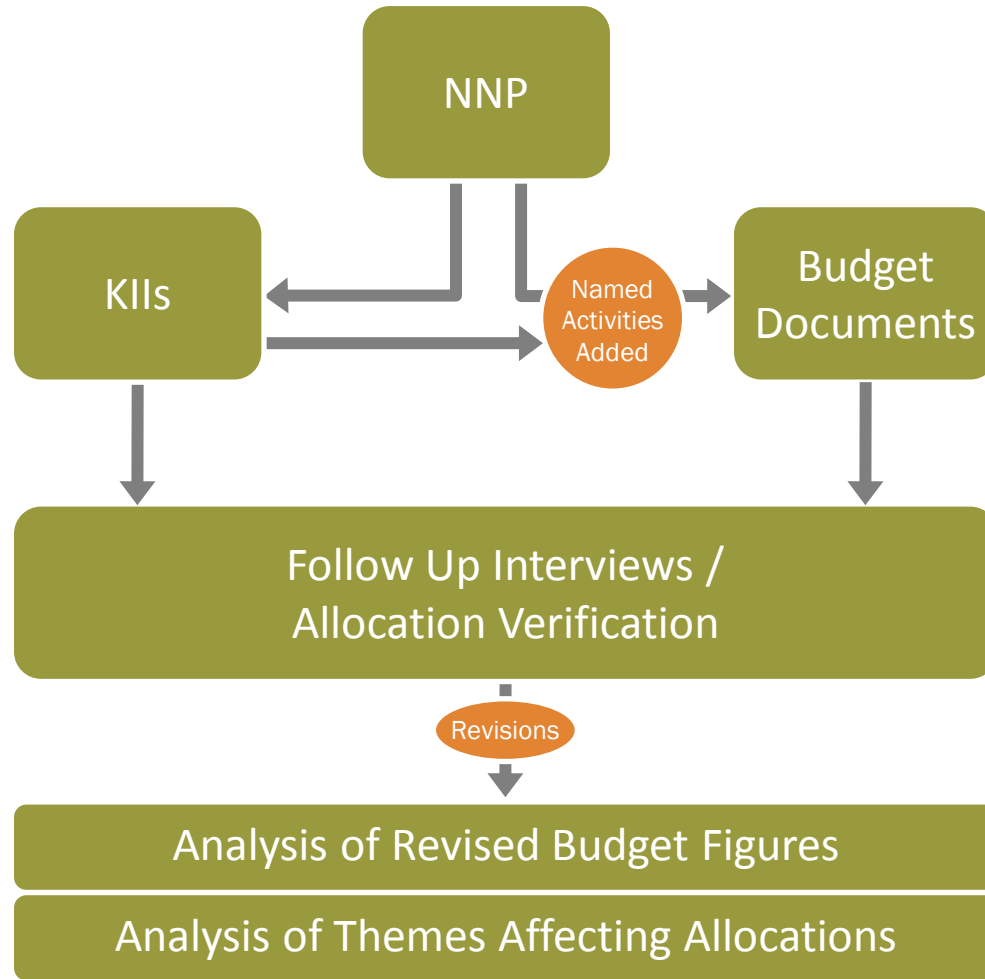 NNP
KIIs
Named
Activities
Added
Budget
Documents
Follow Up Interviews /
Allocation Verification
Revisions
Analysis of Revised Budget Figures
Analysis of Themes Affecting Allocations